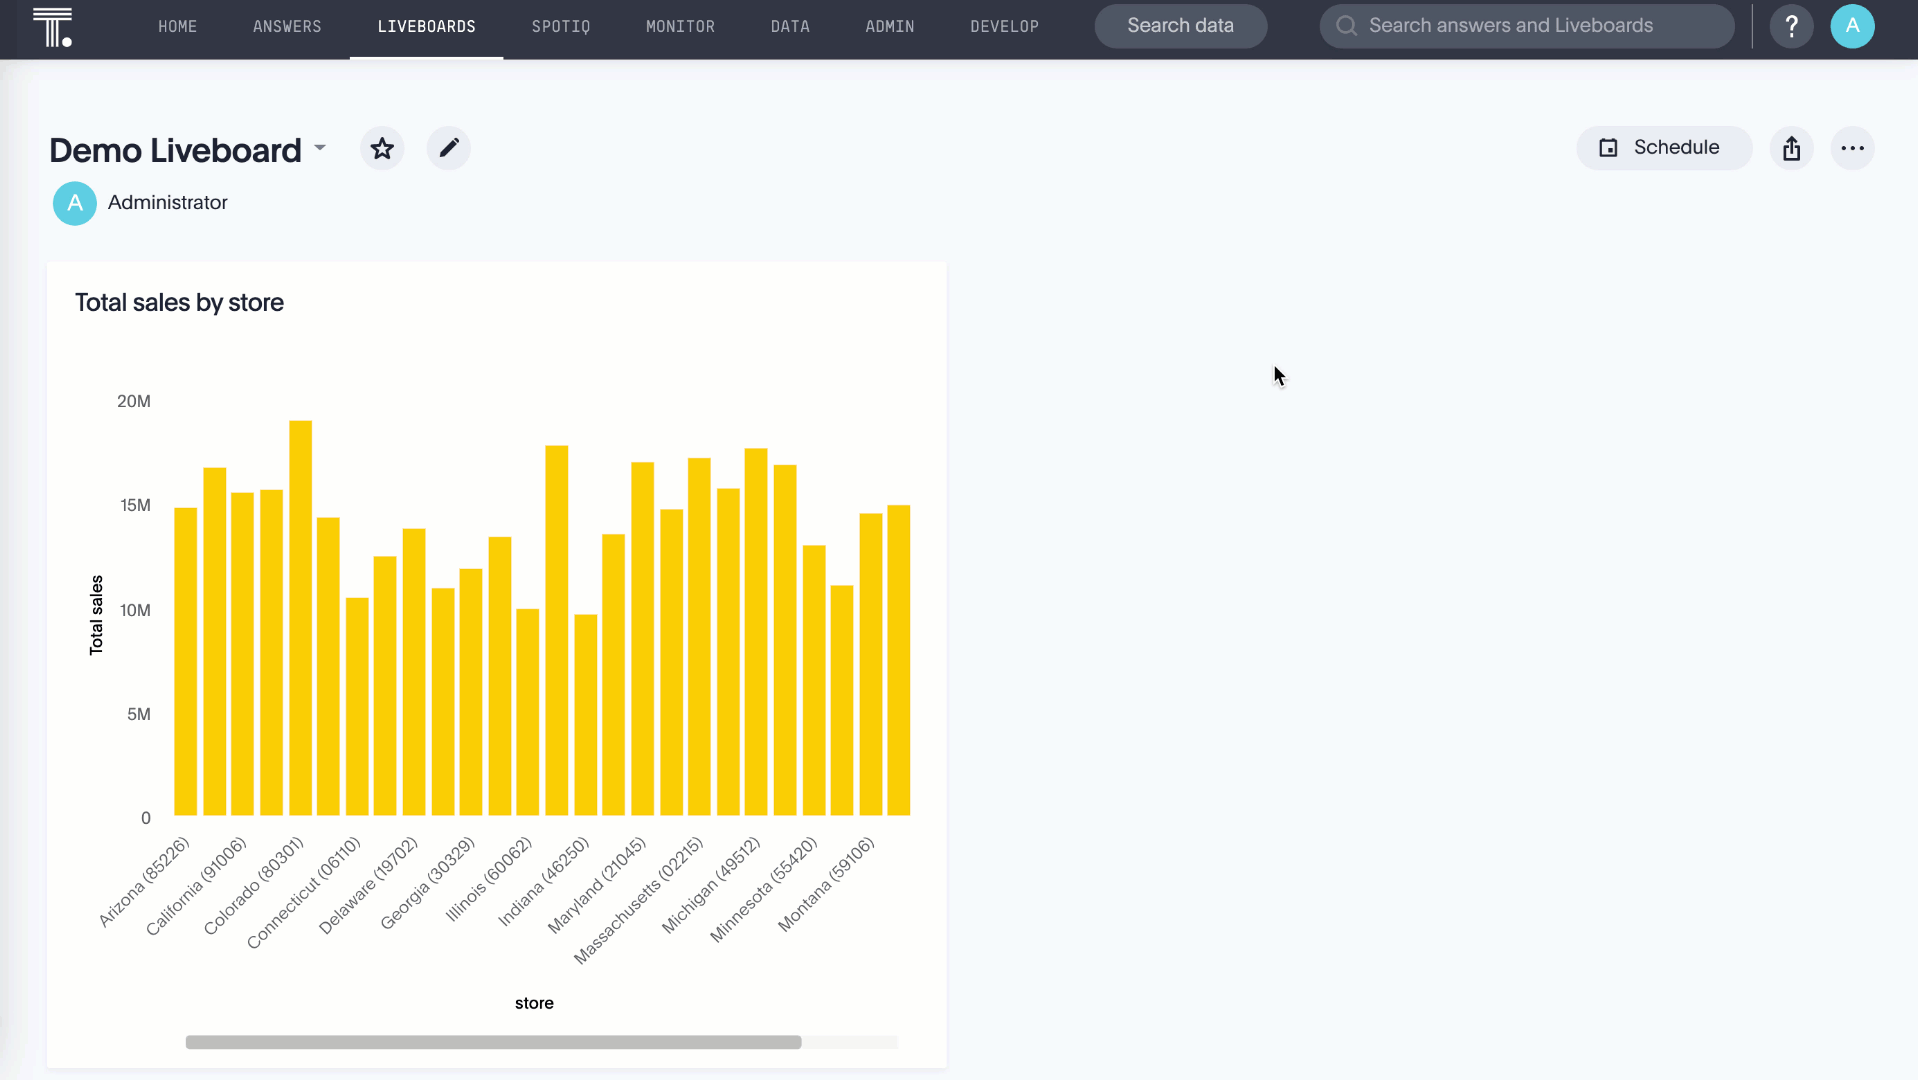 T. HOME ANSWERS LIVEBOARDS SPOTIQ MONITOR DATA ADMIN DEVELOP Search data Search answers and Liveboards ? A
Demo Liveboard Schedule
A Administrator
Total sales by store
20M
15M
10M
5M
0
Total sales
Arizona (85226)
California (91006)
Colorado (80301)
Connecticut (06110)
Delaware (19702)
Georgia (30329)
Illinois (60062)
Indiana (46250)
Maryland (21045)
Massachusetts (02215)
Michigan (49512)
Minnesota (55420)
Montana (59106)
store